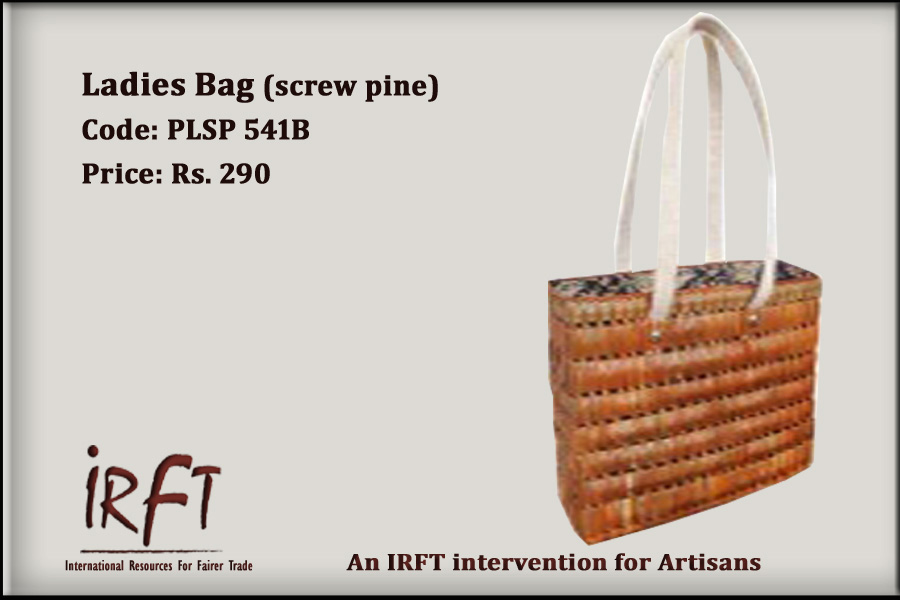 Ladies Bag (screw pine)
Code: PLSP 541B
Price: Rs. 290
iRFT
International Resources For Fairer Trade
An IRFT intervention for Artisans